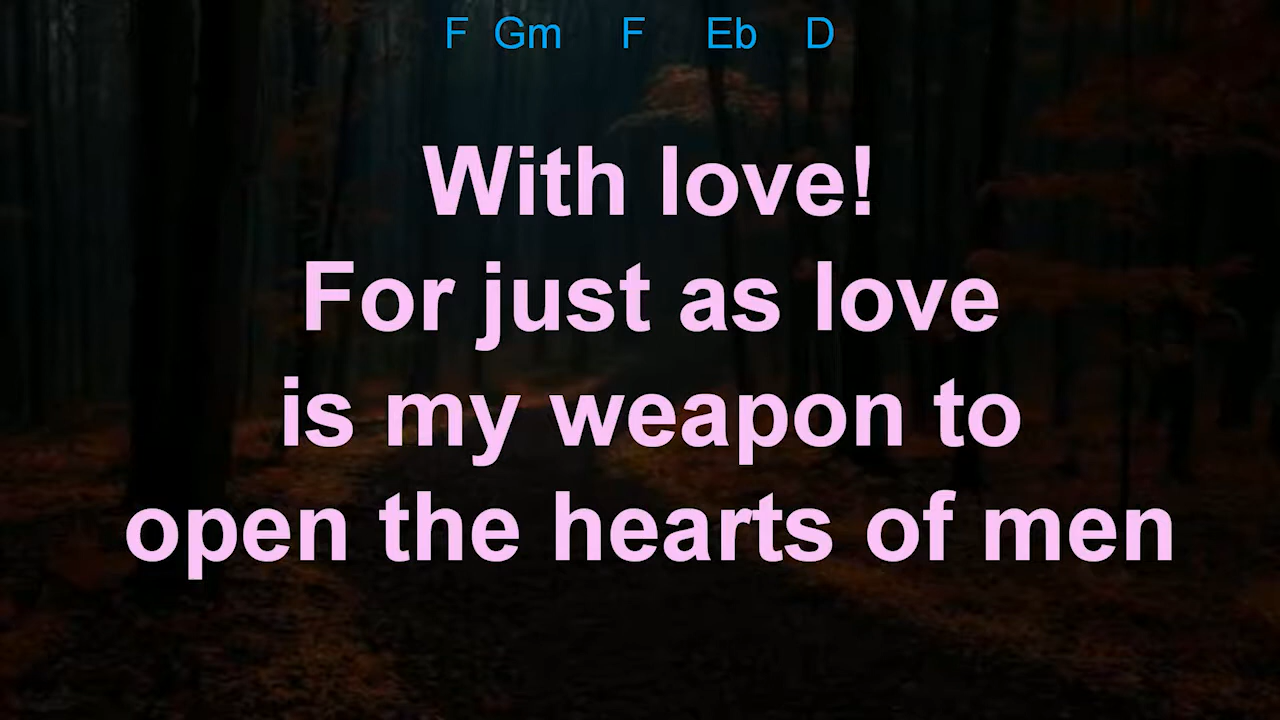 F Gm F Eb D
With love!
For just as love
is my weapon to
open the hearts of men